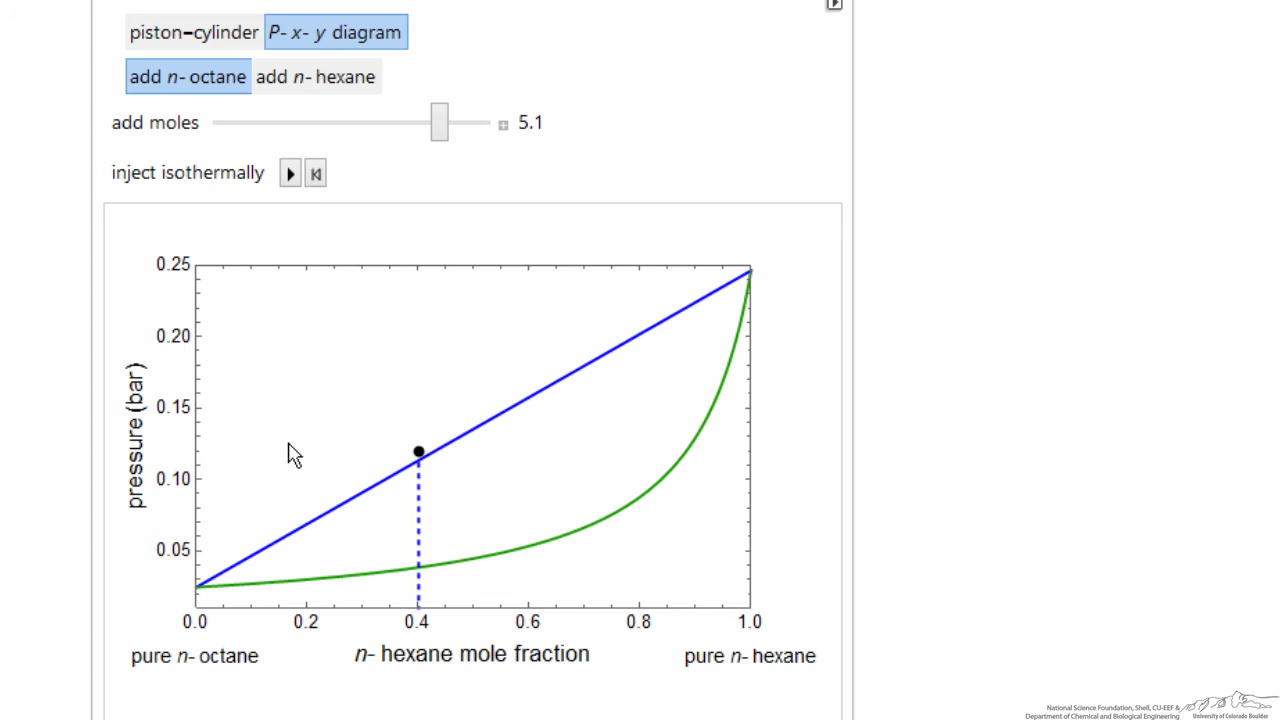 piston−cylinder P- x- y diagram
add n- octane add n- hexane
add moles 5.1
inject isothermally
0.25
0.20
0.15
0.10
0.05
pressure (bar)
0.0 0.2 0.4 0.6 0.8 1.0
pure n- octane n- hexane mole fraction pure n- hexane
National Science Foundation, Shell, CU-EEF &
Department of Chemical and Biological Engineering
University of Colorado Boulder